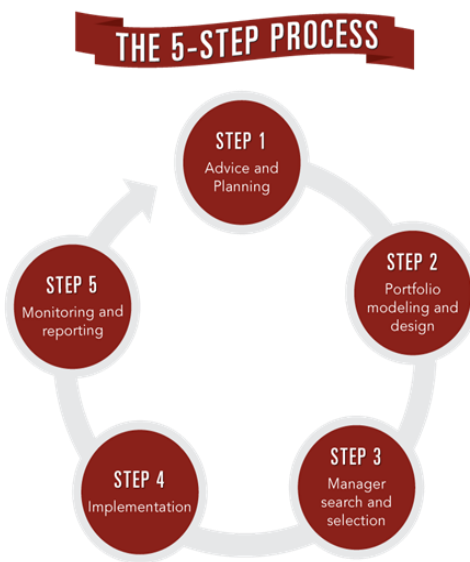 THE 5-STEP PROCESS
STEP 1
Advice and
Planning
STEP 2
Portfolio
modeling and
design
STEP 3
Manager
search and
selection
STEP 4
Implementation
STEP 5
Monitoring and
reporting